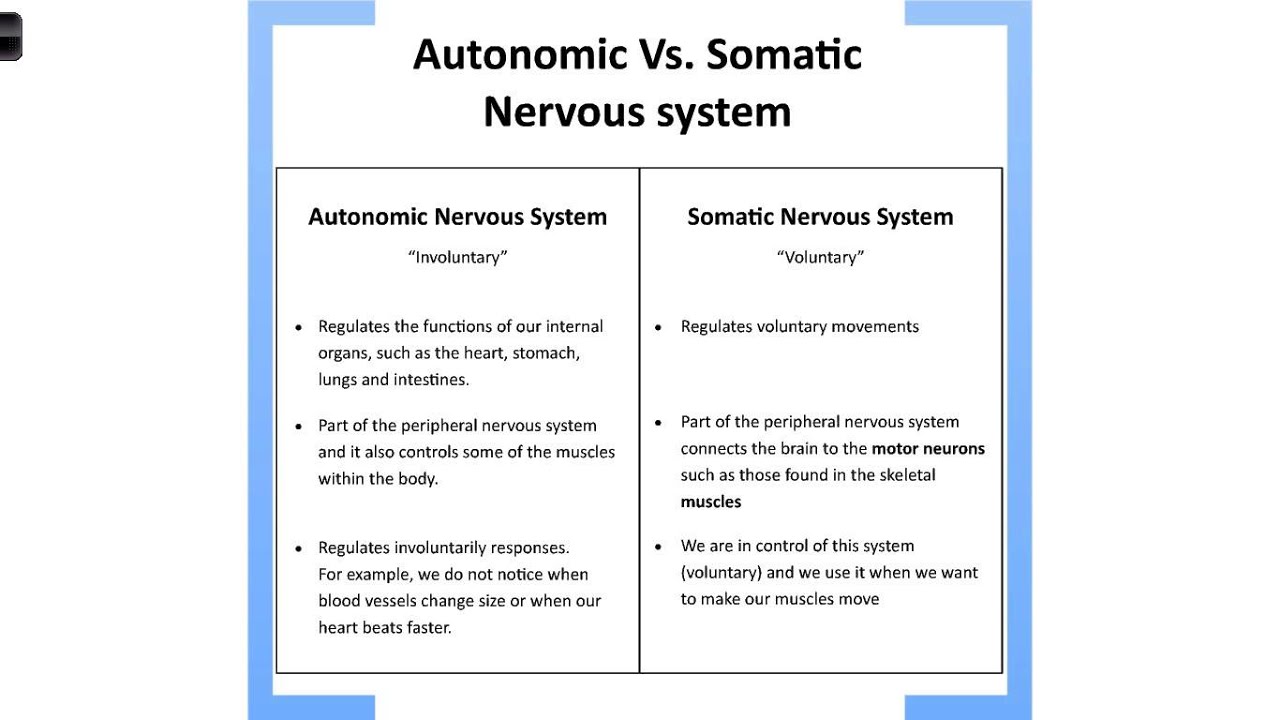 Autonomic Vs. Somatic
Nervous system
Autonomic Nervous System
“Involuntary”
• Regulates the functions of our internal
organs, such as the heart, stomach,
lungs and intestines.
• Part of the peripheral nervous system
and it also controls some of the muscles
within the body.
• Regulates involuntarily responses.
For example, we do not notice when
blood vessels change size or when our
heart beats faster.
Somatic Nervous System
“Voluntary”
• Regulates voluntary movements
• Part of the peripheral nervous system
connects the brain to the motor neurons
such as those found in the skeletal
muscles
• We are in control of this system
(voluntary) and we use it when we want
to make our muscles move